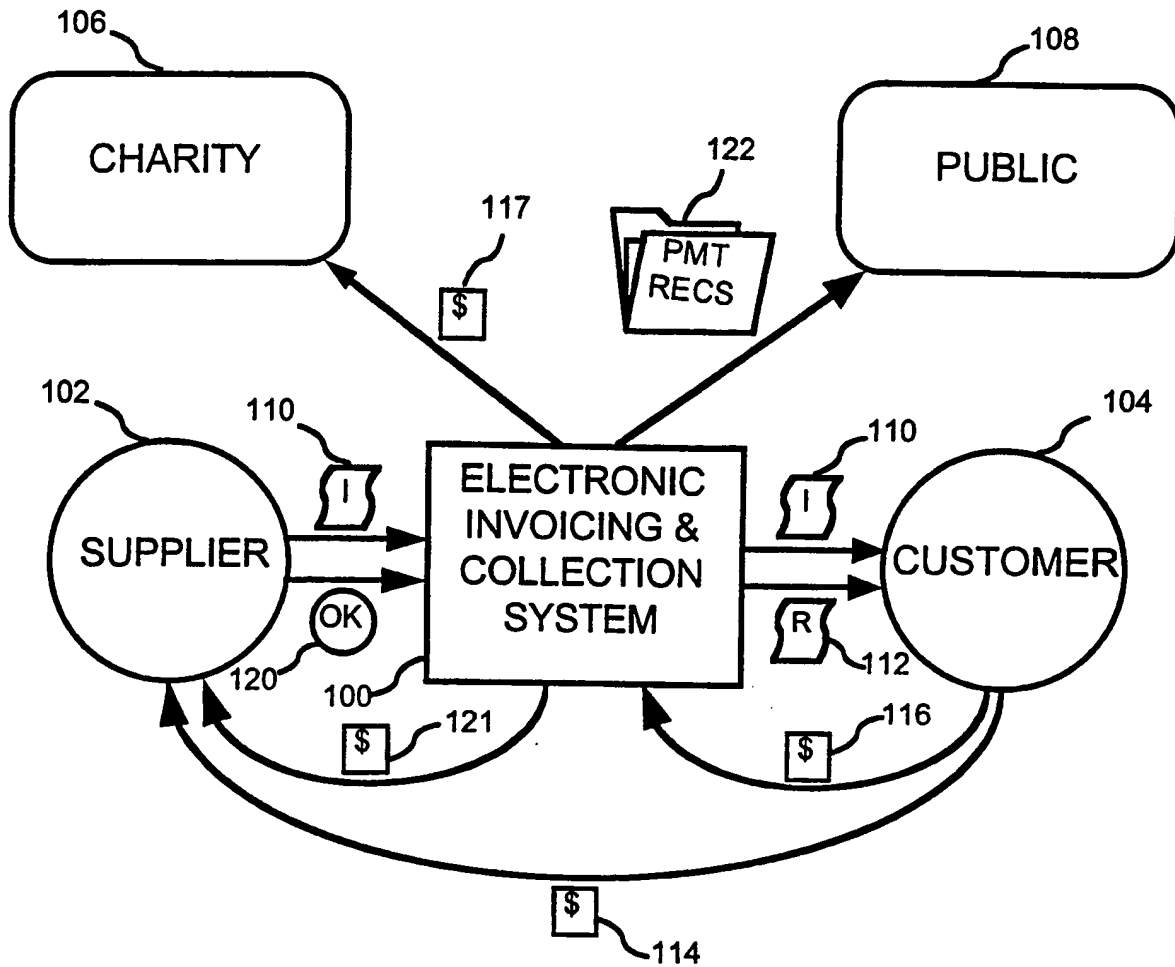 106
108
CHARITY
PUBLIC
122
117
PMT
RECS
$
102
110
104
110
I
I
ELECTRONIC
INVOICING &
COLLECTION
SYSTEM
SUPPLIER
CUSTOMER
OK
R
120
100
112
$
121
$
116
$
114